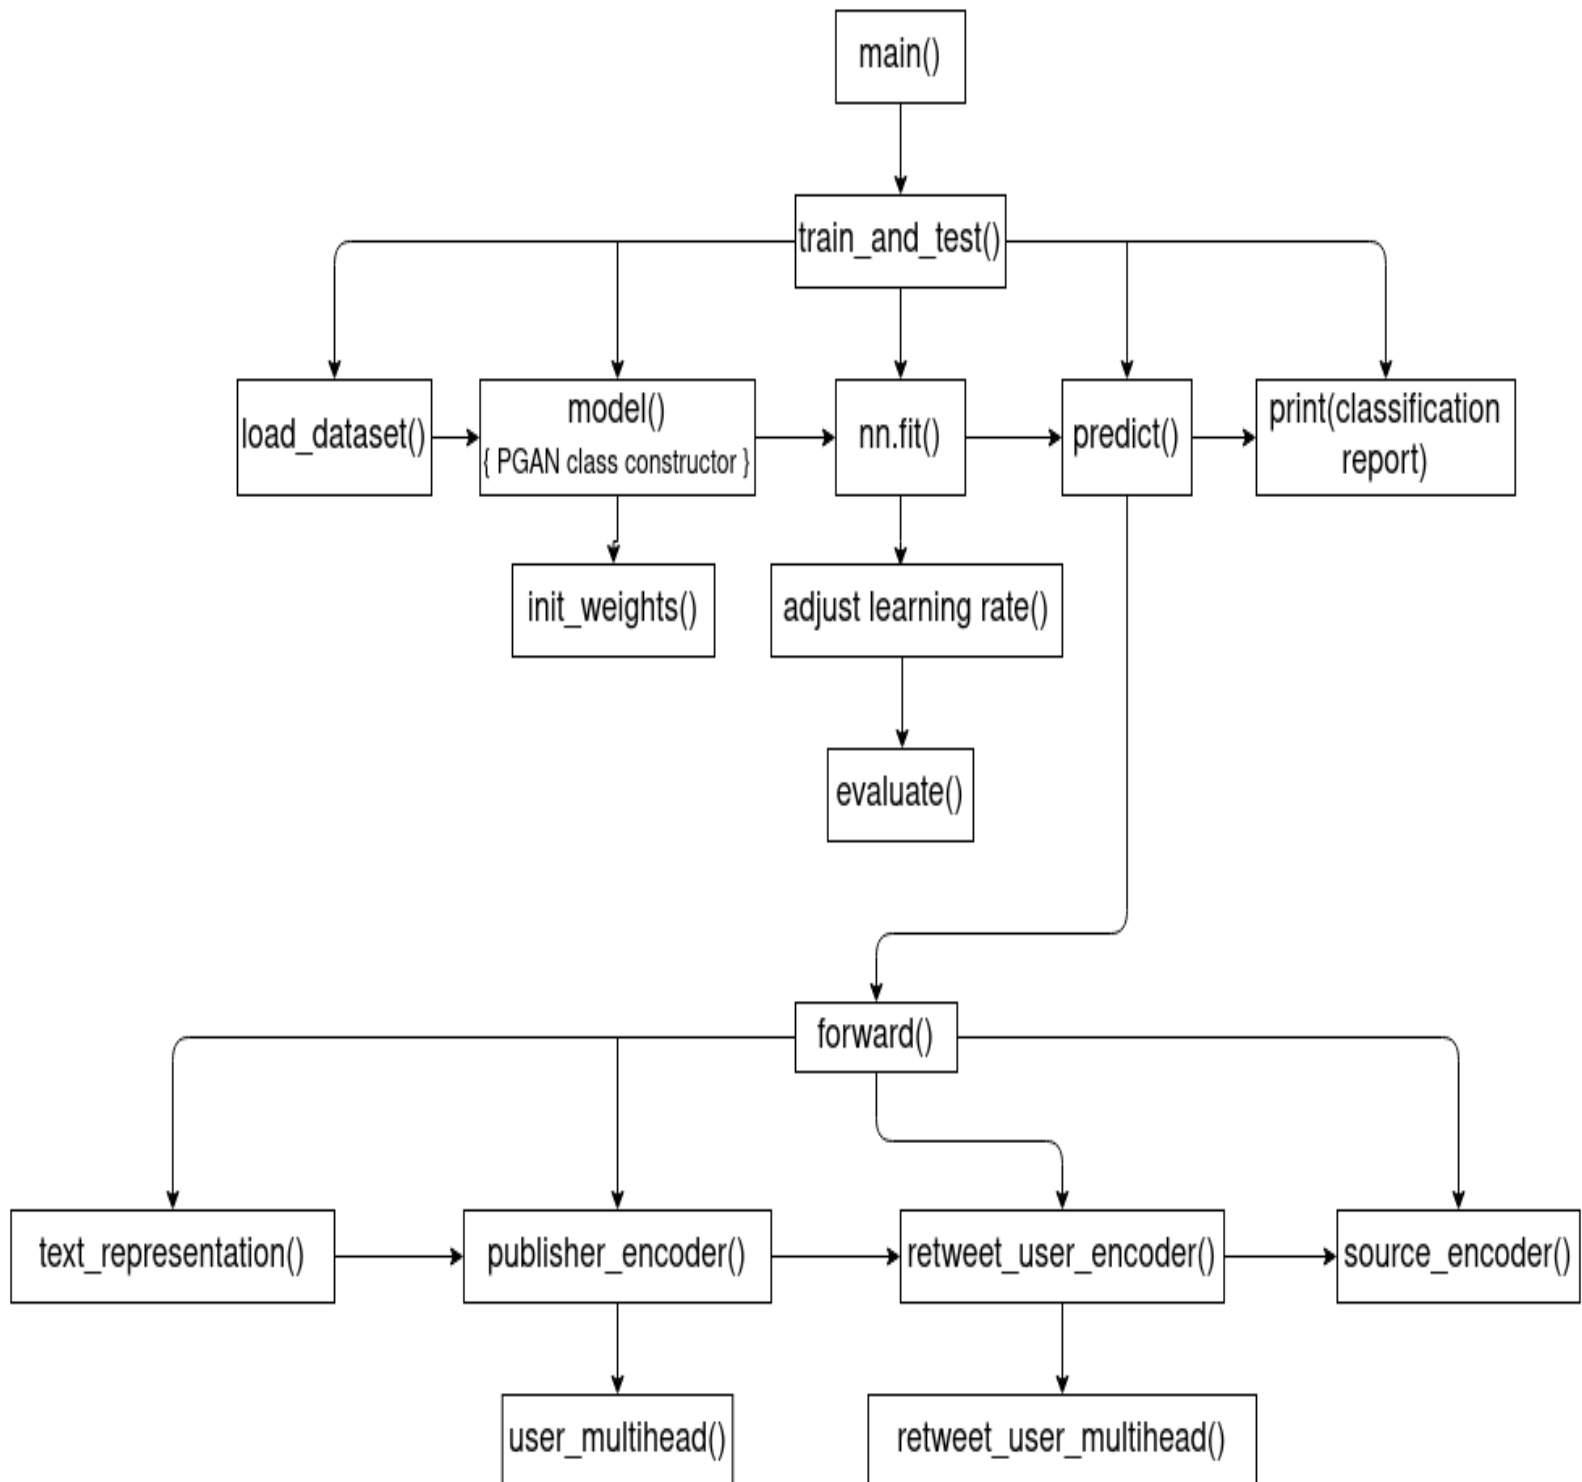 main()
train_and_test()
load_dataset()
model()
{ PGAN class constructor }
nn.fit()
predict()
print(classification
report)
init_weights()
adjust learning rate()
evaluate()
forward()
text_representation()
publisher_encoder()
retweet_user_encoder()
source_encoder()
user_multihead()
retweet_user_multihead()